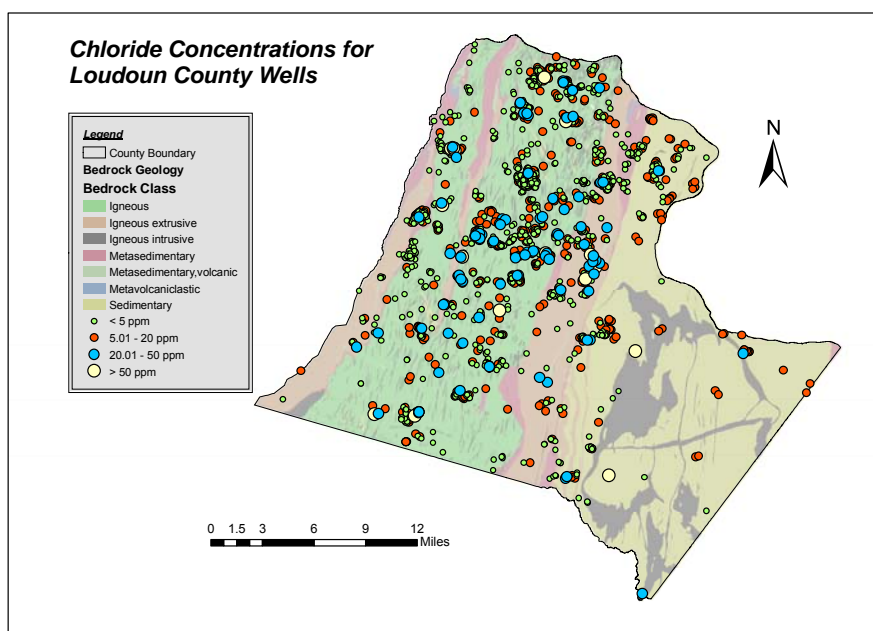 Chloride Concentrations for
Loudoun County Wells
Legend
County Boundary
Bedrock Geology
Bedrock Class
Igneous
Igneous extrusive
Igneous intrusive
Metasedimentary
Metasedimentary,volcanic
Metavolcaniclastic
Sedimentary
< 5 ppm
5.01 - 20 ppm
20.01 - 50 ppm
> 50 ppm
N
0 1.5 3 6 9 12
Miles